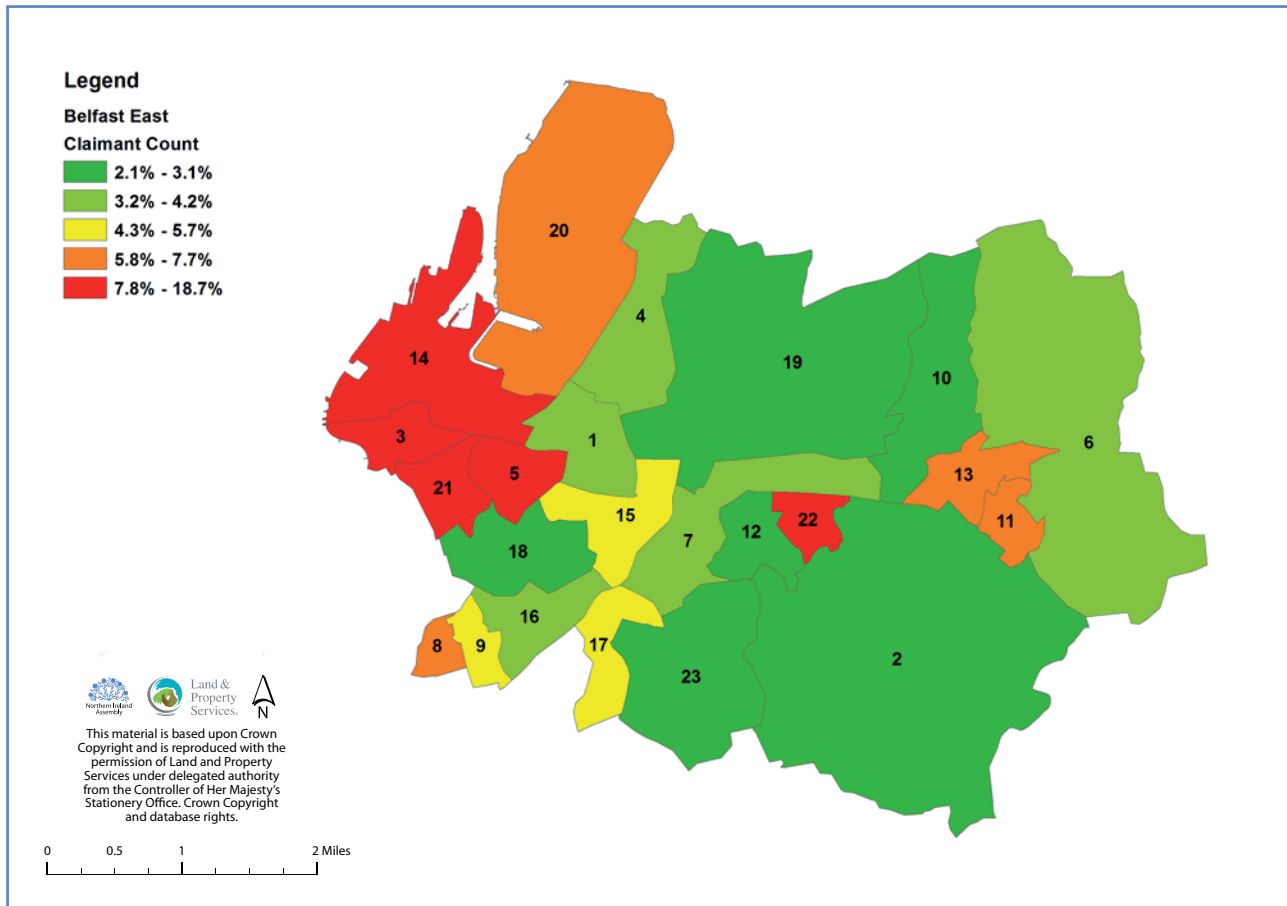 Legend
Belfast East
Claimant Count
2.1% - 3.1%
3.2% - 4.2%
4.3% - 5.7%
5.8% - 7.7%
7.8% - 18.7%
20
4
14
19
10
3
1
6
5
13
21
15
22
11
12
7
18
16
8
9
17
2
23
Northern Ireland
Assembly
Land &
Property
Services.
N
This material is based upon Crown
Copyright and is reproduced with the
permission of Land and Property
Services under delegated authority
from the Controller of Her Majesty's
Stationery Office. Crown Copyright
and database rights.
0 0.5 1 2 Miles